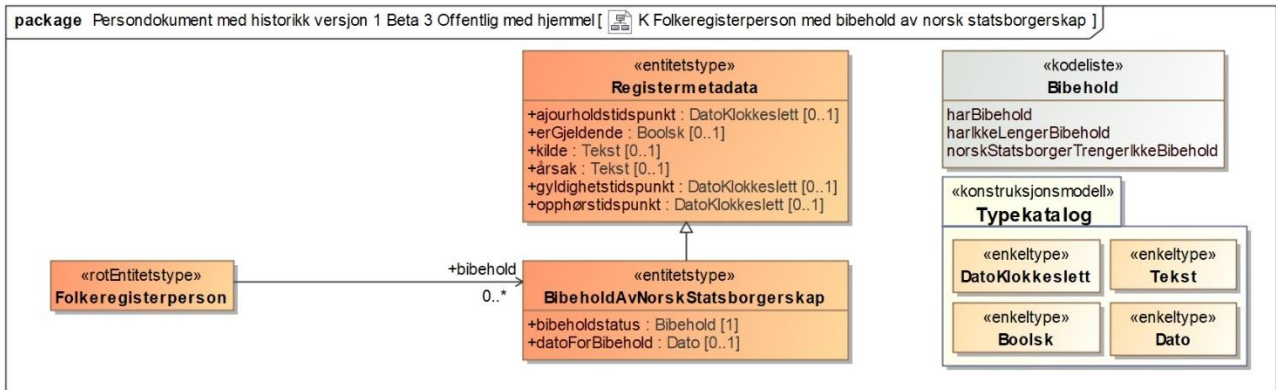 package Persondokument med historikk versjon 1 Beta 3 Offentlig med hjemmel[ K Folkeregisterperson med bibehold av norsk statsborgerskap ]
«entitetstype»
Registermetadata
+ajourholdstidspunkt : DatoKlokkeslett [0..1]
+erGjeldende : Boolsk [0..1]
+kilde : Tekst [0..1]
+årsak : Tekst [0..1]
+gyldighetstidspunkt : DatoKlokkeslett [0..1]
+opphørstidspunkt : DatoKlokkeslett [0..1]
«kodeliste»
Bibehold
harBibehold
harIkkeLengerBibehold
norskStatsborgerTrengerIkkeBibehold
«rotEntitetstype»
Folkeregisterperson
+bibehold
0..*
«entitetstype»
BibeholdAvNorskStatsborgerskap
+bibeholdstatus : Bibehold [1]
+datoForBibehold : Dato [0..1]
«konstruksjonsmodell»
Typekatalog
«enkeltype»
DatoKlokkeslett
«enkeltype»
Tekst
«enkeltype»
Boolsk
«enkeltype»
Dato